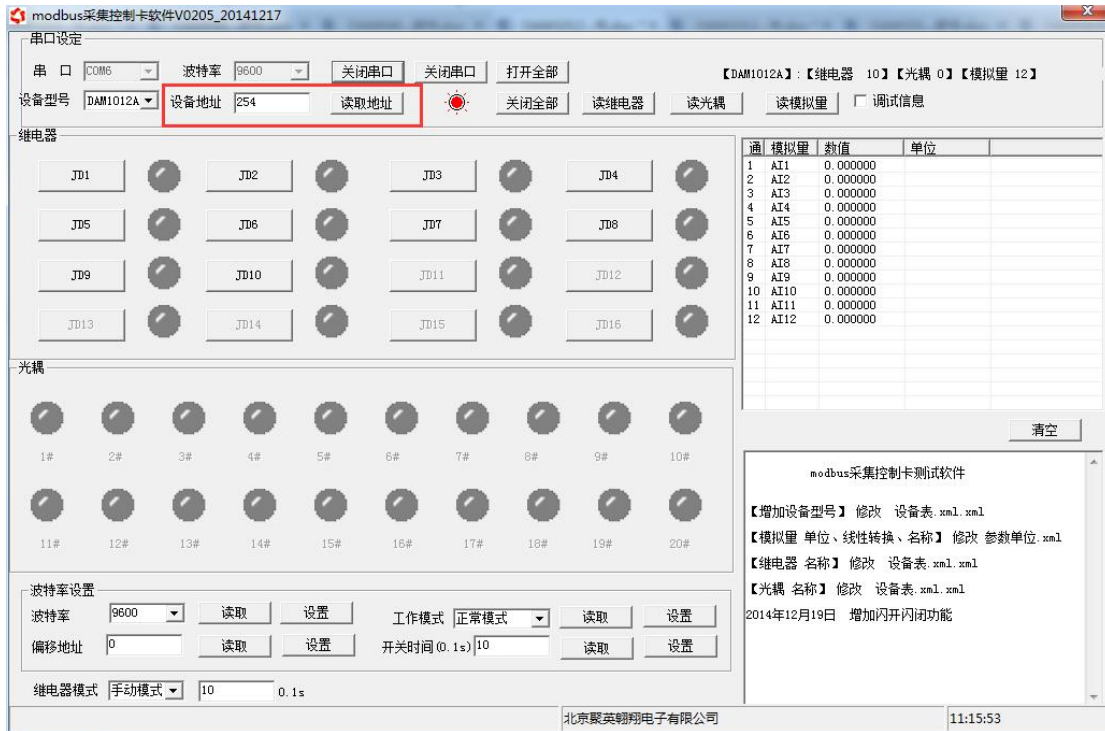 modbus采集控制卡软件V0205_20141217
串口设定
串 口 COM6 波特率 9600 关闭串口 关闭串口 打开全部 【DAM1012A】:【继电器 10】【光耦 0】【模拟量 12】
设备型号 DAM1012A 设备地址 254 读取地址 关闭全部 读继电器 读光耦 读模拟量 调试信息
继电器
JD1 JD2 JD3 JD4
JD5 JD6 JD7 JD8
JD9 JD10 JD11 JD12
JD13 JD14 JD15 JD16
通 模拟量 数值 单位
1 AI1 0.000000
2 AI2 0.000000
3 AI3 0.000000
4 AI4 0.000000
5 AI5 0.000000
6 AI6 0.000000
7 AI7 0.000000
8 AI8 0.000000
9 AI9 0.000000
10 AI10 0.000000
11 AI11 0.000000
12 AI12 0.000000
清空
光耦
1# 2# 3# 4# 5# 6# 7# 8# 9# 10#
11# 12# 13# 14# 15# 16# 17# 18# 19# 20#
modbus采集控制卡测试软件
【增加设备型号】 修改 设备表.xml.xml
【模拟量 单位、线性转换、名称】 修改 参数单位.xml
【继电器 名称】 修改 设备表.xml.xml
【光耦 名称】 修改 设备表.xml.xml
2014年12月19日 增加闪开闪闭功能
波特率设置
波特率 9600 读取 设置 工作模式 正常模式 读取 设置
偏移地址 0 读取 设置 开关时间(0.1s) 10 读取 设置
继电器模式 手动模式 10 0.1s
北京聚英翱翔电子有限公司 11:15:53